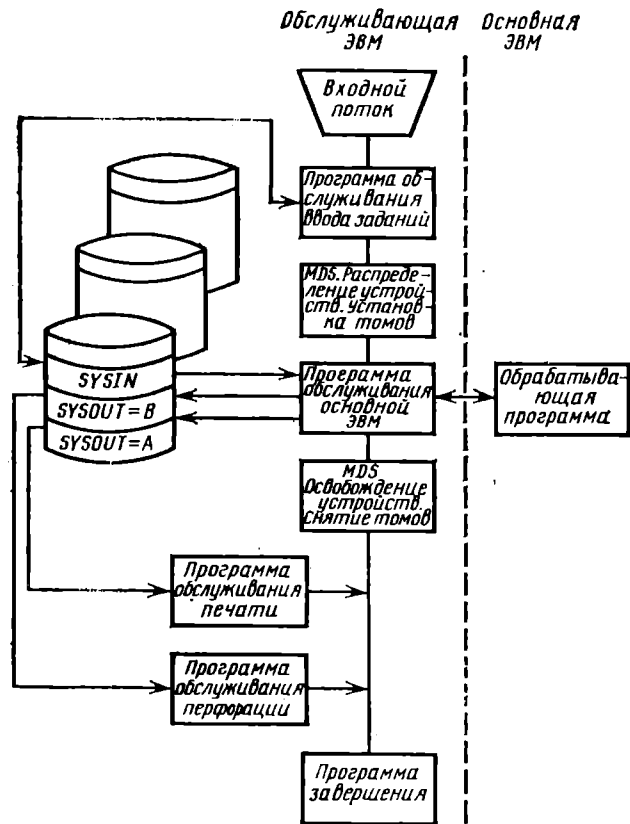 Обслуживающая
ЭВМ
Основная
ЭВМ
Входной
поток
Программа об-
служивания
ввода заданий
MDS. Распреде-
ление устрой-
ств. Установ-
ка томов
SYSIN
SYSOUT=B
SYSOUT=A
Программа
обслуживания
основной
ЭВМ
Обрабатыва-
ющая
программа
MDS
Освобождение
устройств.
снятие томов
Программа
обслуживания
печати
Программа
обслуживания
перфорации
Программа
завершения